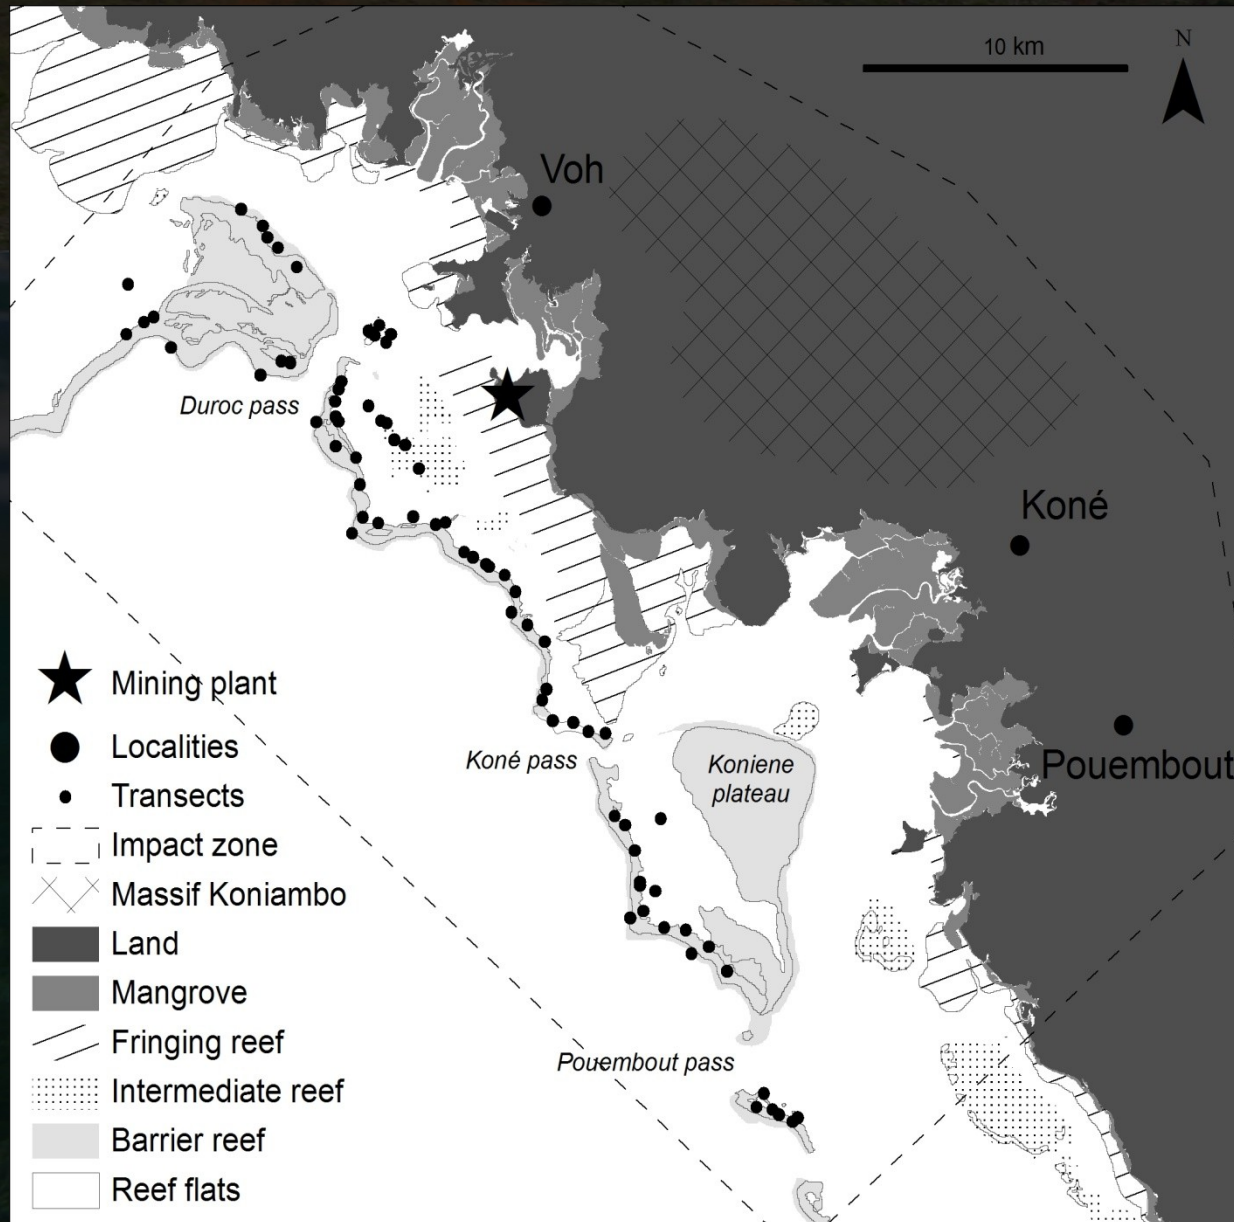 10 km
N
Voh
Duroc pass
Koné
Koné pass
Koniene
plateau
Pouembout
Pouembout pass
Mining plant
Localities
Transects
Impact zone
Massif Koniambo
Land
Mangrove
Fringing reef
Intermediate reef
Barrier reef
Reef flats